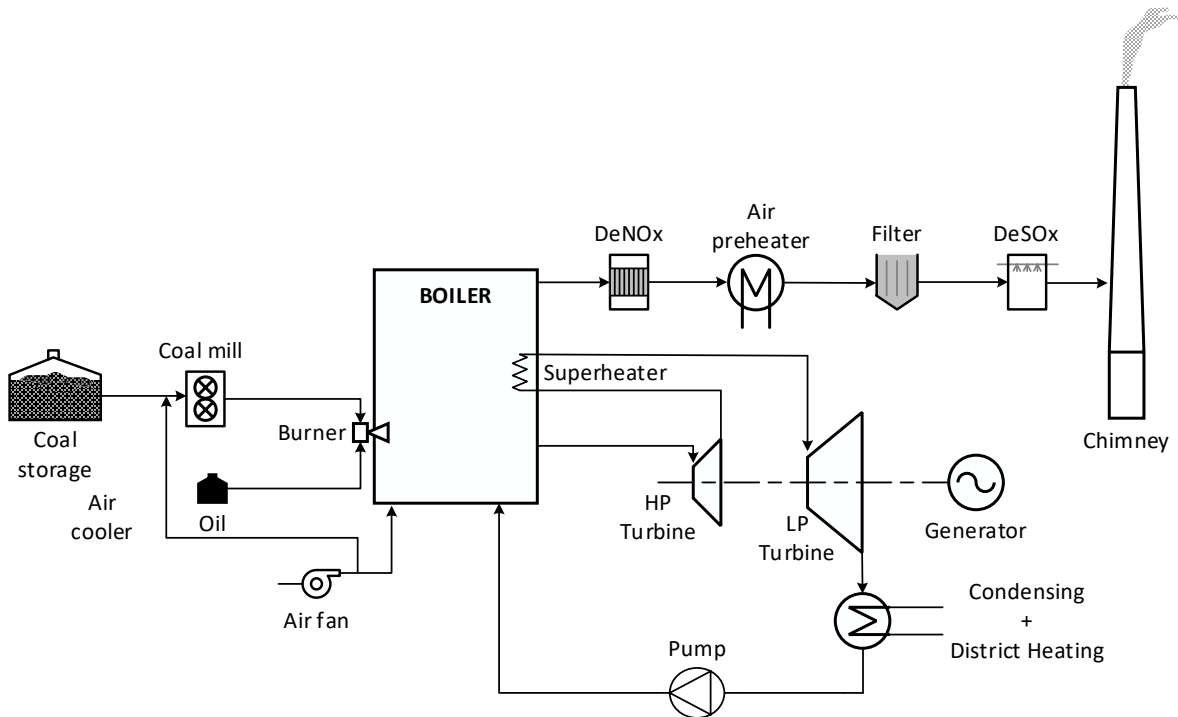 DeNOx
Air
preheater
Filter
DeSOx
BOILER
Coal mill
Superheater
Burner
Coal
storage
Chimney
Air
cooler
Oil
HP
Turbine
LP
Turbine
Generator
Air fan
Condensing
+
District Heating
Pump